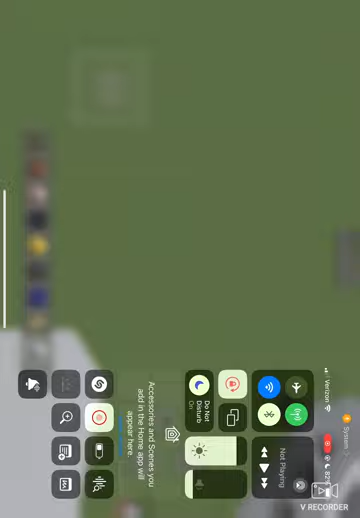 System
Verizon
82%
Not Playing
Do Not
Disturb
On
Accessories and Scenes you
add in the Home app will
appear here.
V RECORDER